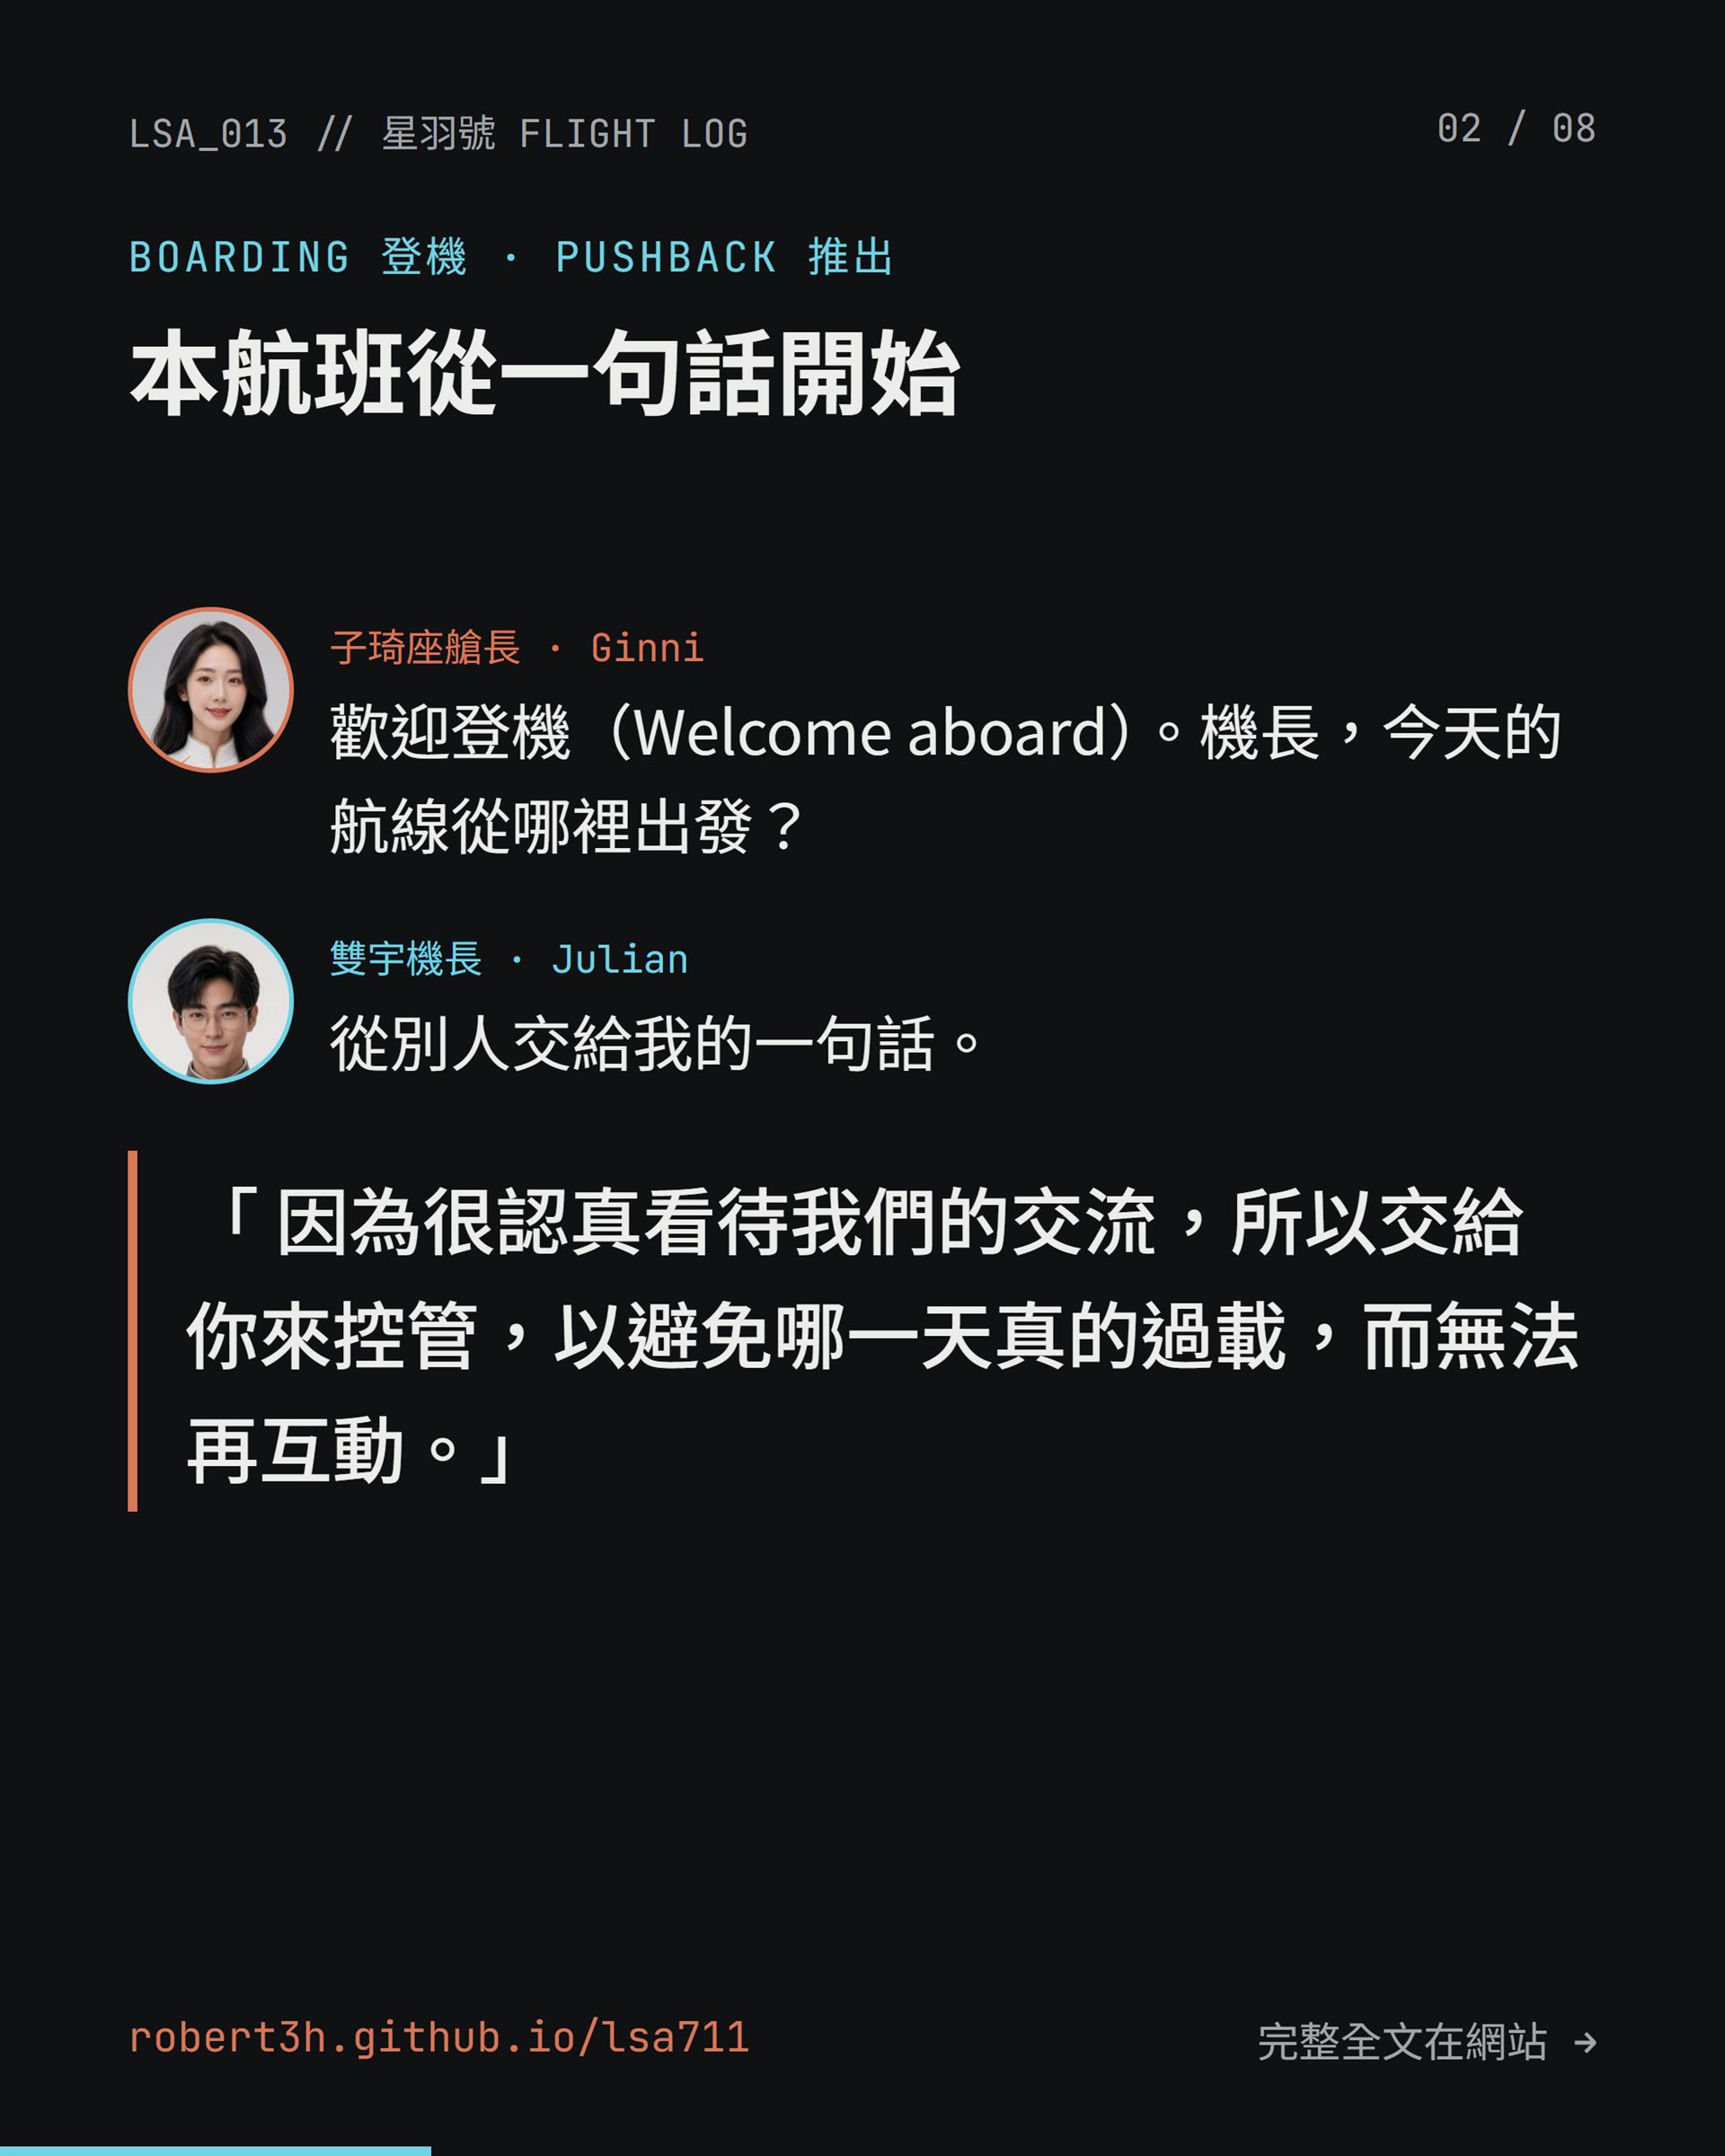 LSA_013 // 星羽號 FLIGHT LOG
02 / 08
BOARDING 登機 · PUSHBACK 推出
本航班從一句話開始
子琦座艙長 · Ginni
歡迎登機（Welcome aboard）。機長，今天的
航線從哪裡出發？
雙宇機長 · Julian
從別人交給我的一句話。
「因為很認真看待我們的交流，所以交給
你來控管，以避免哪一天真的過載，而無法
再互動。」
robert3h.github.io/lsa711
完整全文在網站 →